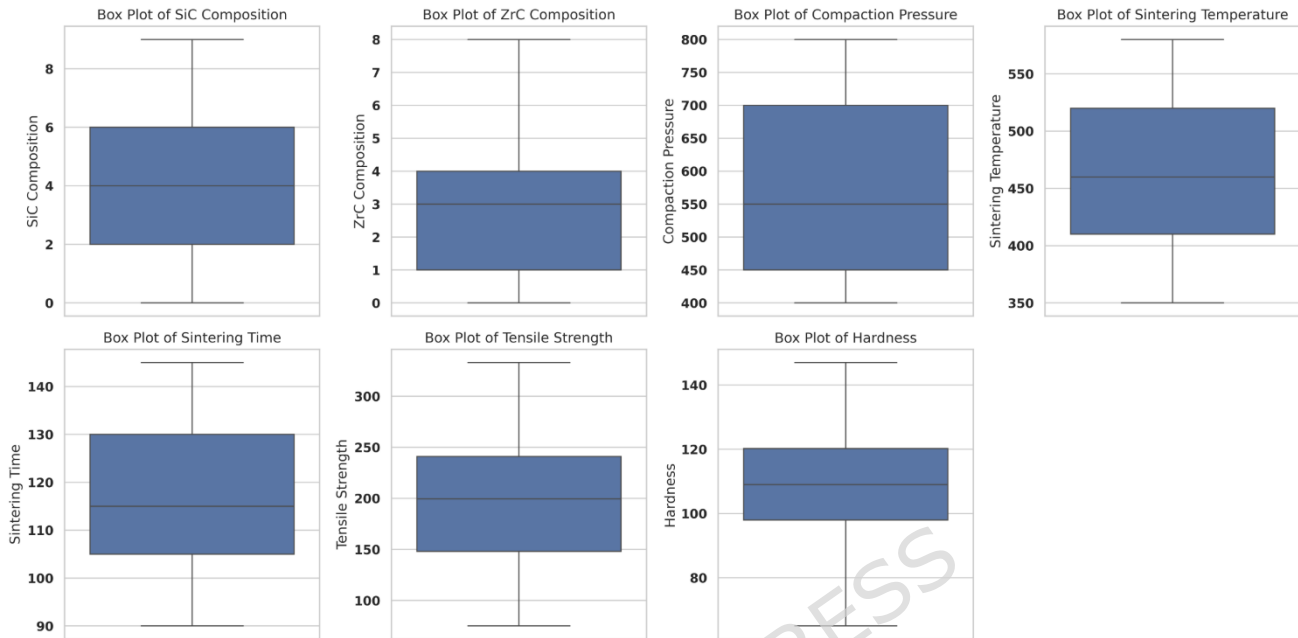 Box Plot of SiC Composition
SiC Composition
8
6
4
2
0
Box Plot of ZrC Composition
ZrC Composition
8
7
6
5
4
3
2
1
0
Box Plot of Compaction Pressure
Compaction Pressure
800
750
700
650
600
550
500
450
400
Box Plot of Sintering Temperature
Sintering Temperature
550
500
450
400
350
Box Plot of Sintering Time
Sintering Time
140
130
120
110
100
90
Box Plot of Tensile Strength
Tensile Strength
300
250
200
150
100
Box Plot of Hardness
Hardness
140
120
100
80
RESS